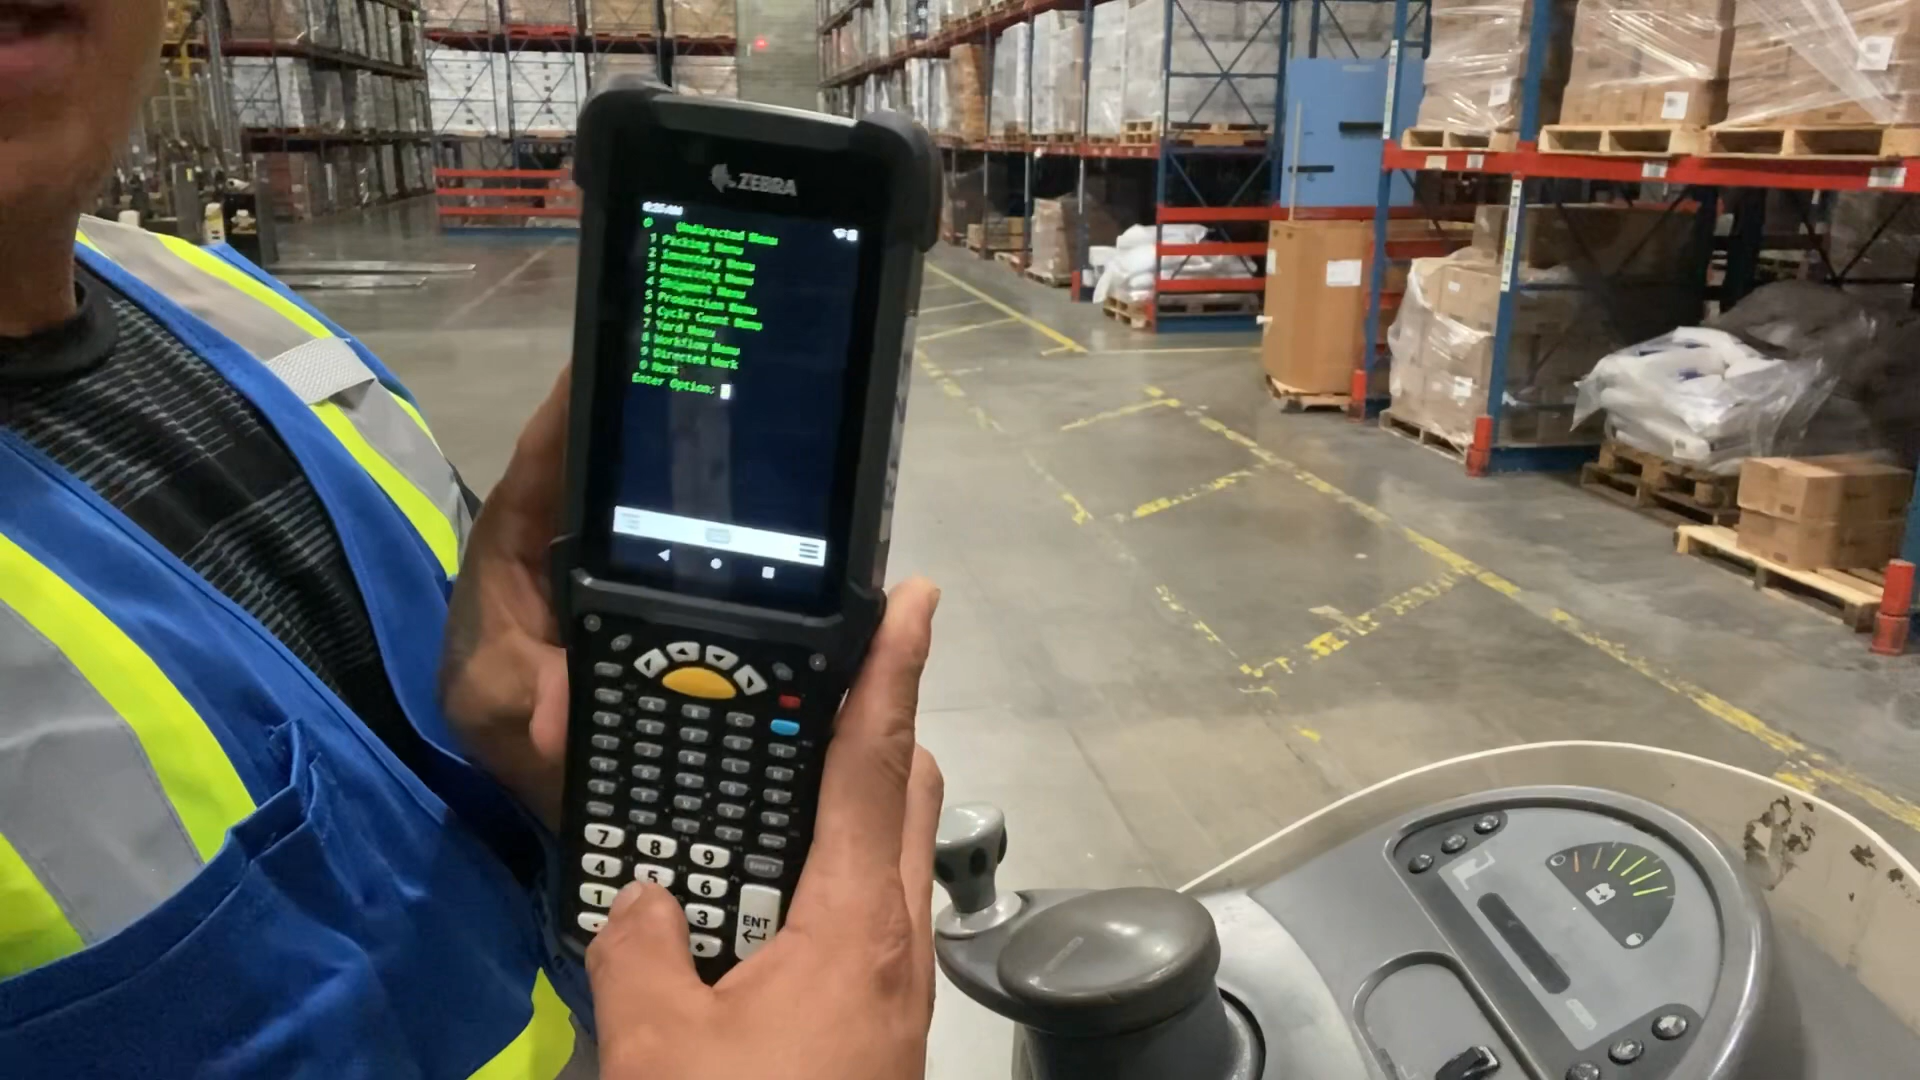 ZEBRA
Undirected Menu
1 Picking Menu
2 Inventory Menu
3 Receiving Menu
4 Shipment Menu
5 Production Menu
6 Cycle Count Menu
7 Yard Menu
8 Workflow Menu
9 Directed Work
0 Next
Enter Option:
A B C
7 8 9
4 5 6
1 3
ENT